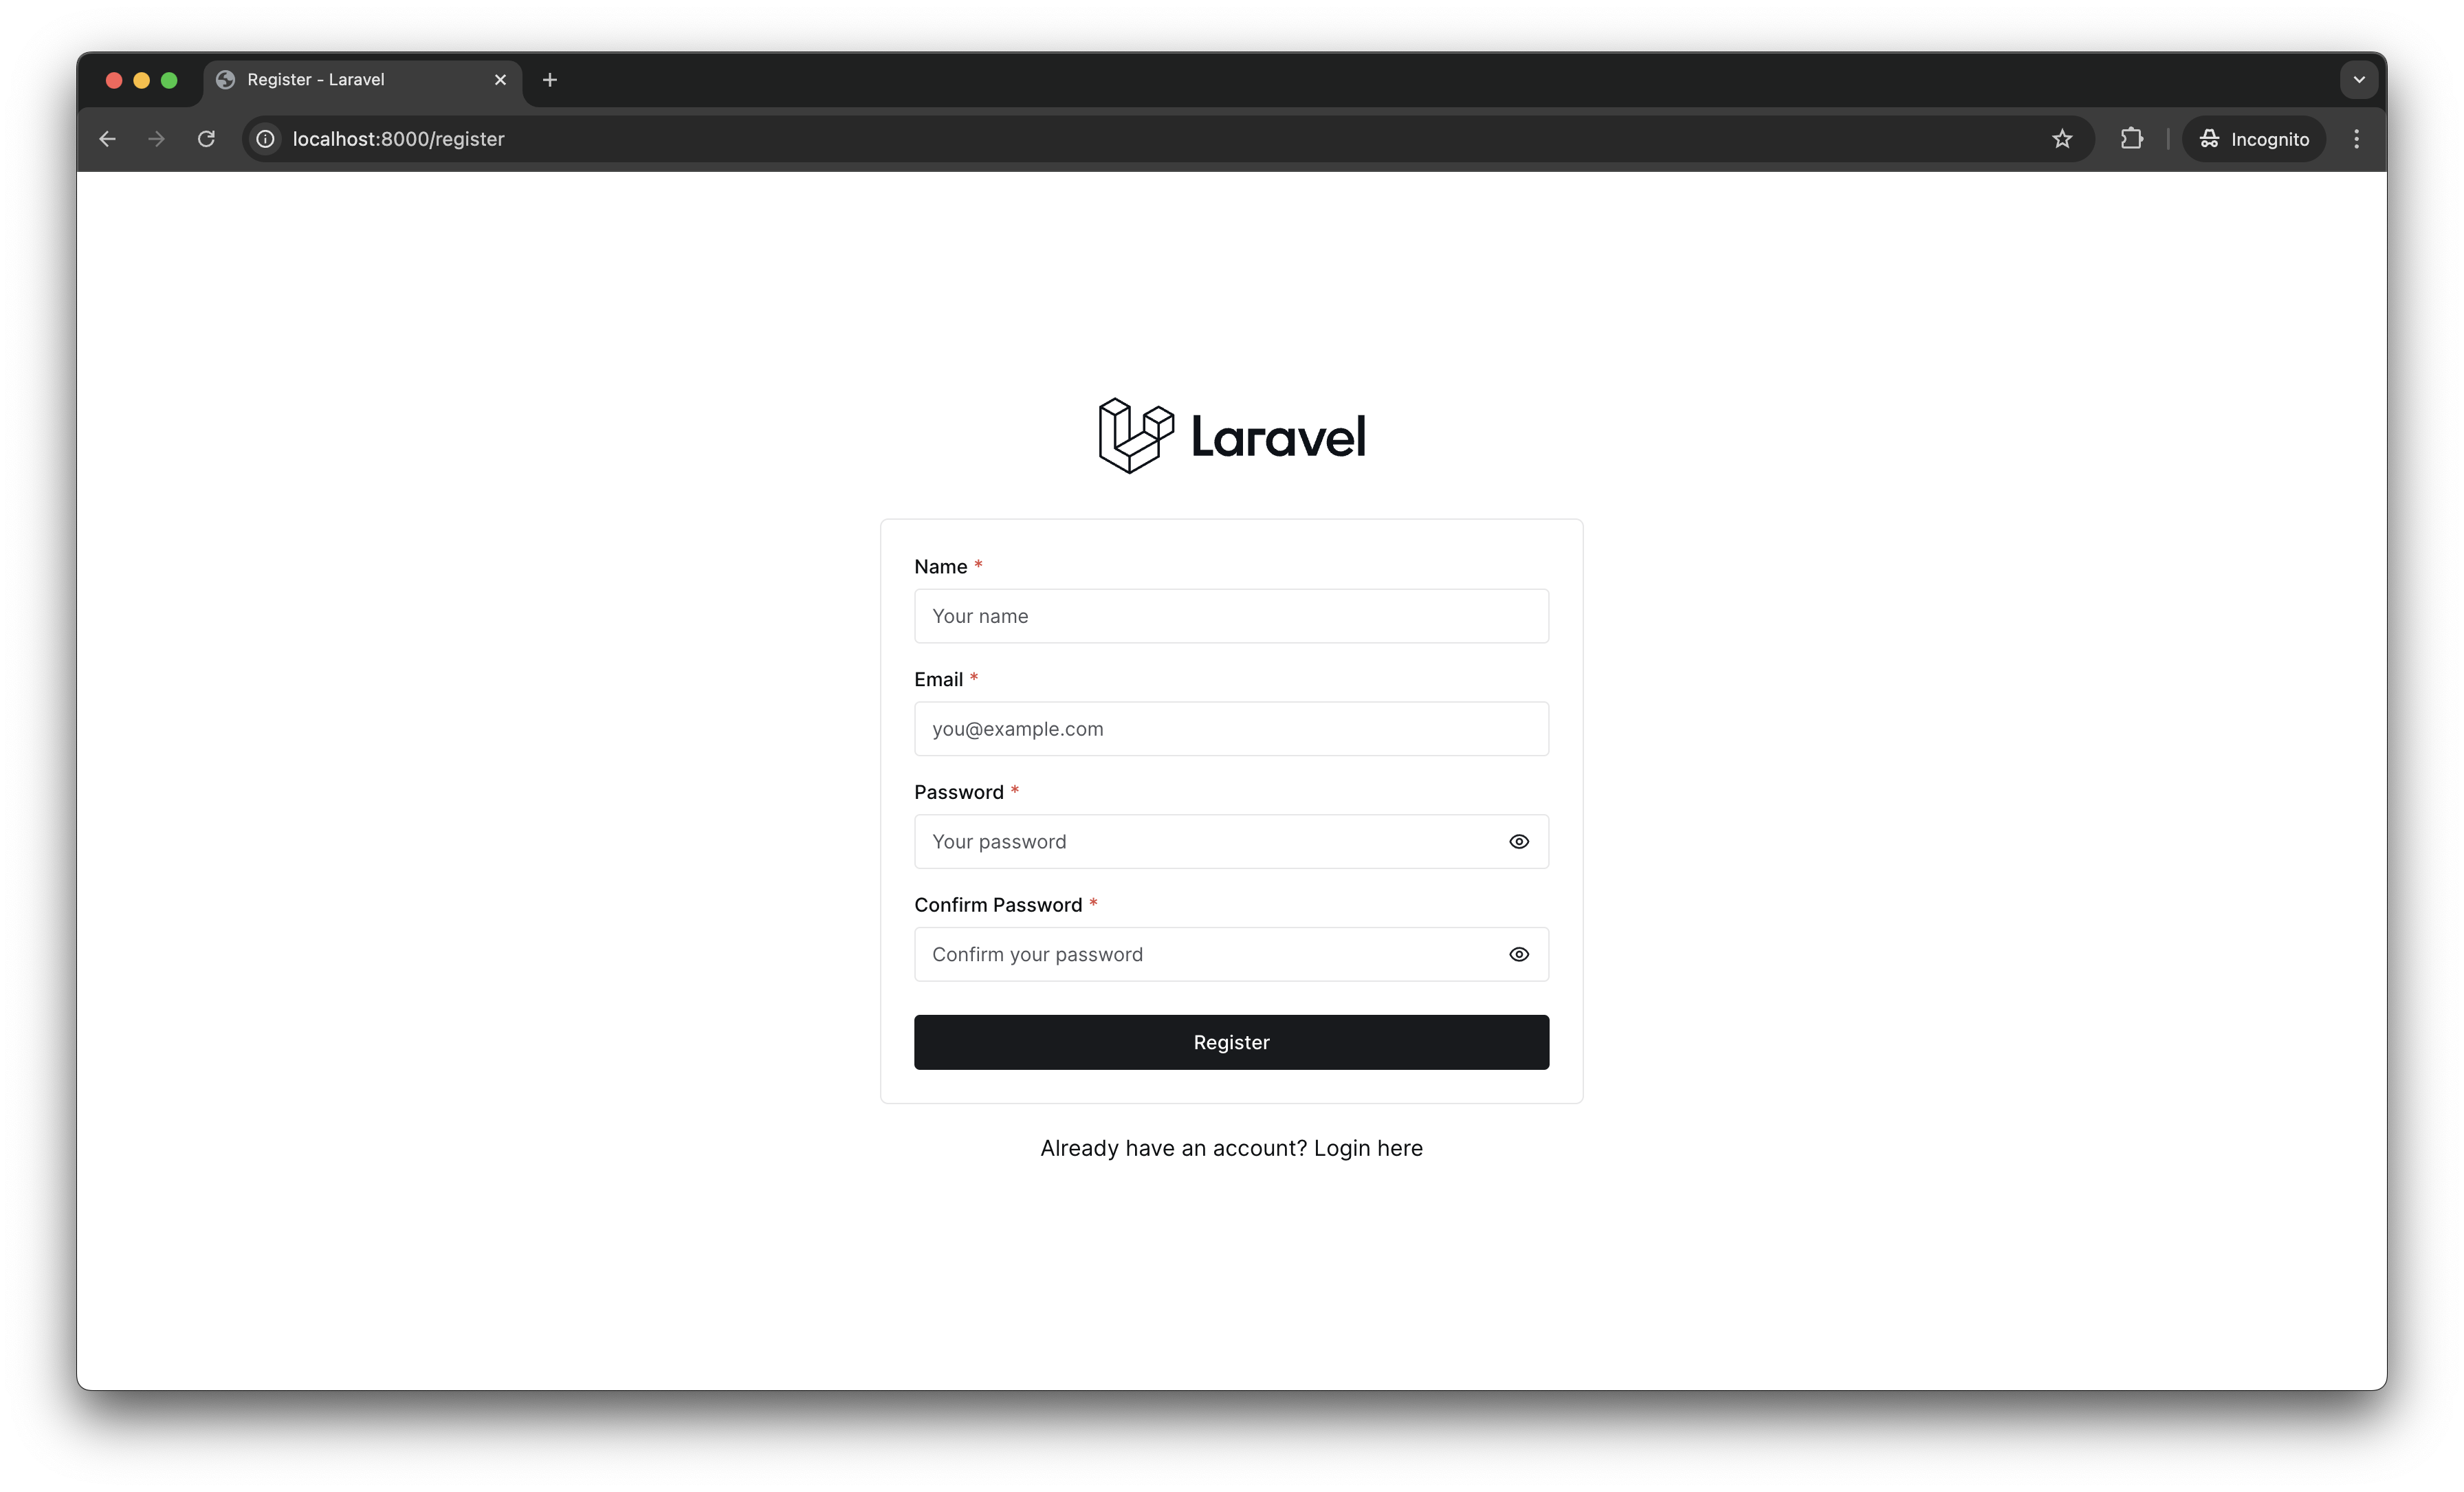 Register - Laravel
localhost:8000/register
Incognito
Laravel
Name *
Your name
Email *
you@example.com
Password *
Your password
Confirm Password *
Confirm your password
Register
Already have an account? Login here